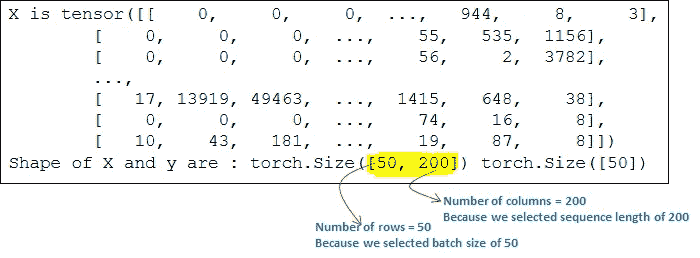 X is tensor([[ 0, 0, 0, ..., 944, 8, 3],
[ 0, 0, 0, ..., 55, 535, 1156],
[ 0, 0, 0, ..., 56, 2, 3782],
...,
[ 17, 13919, 49463, ..., 1415, 648, 38],
[ 0, 0, 0, ..., 74, 16, 8],
[ 10, 43, 181, ..., 19, 87, 8]])
Shape of X and y are : torch.Size([50, 200]) torch.Size([50])
Number of columns = 200
Because we selected sequence length of 200
Number of rows = 50
Because we selected batch size of 50